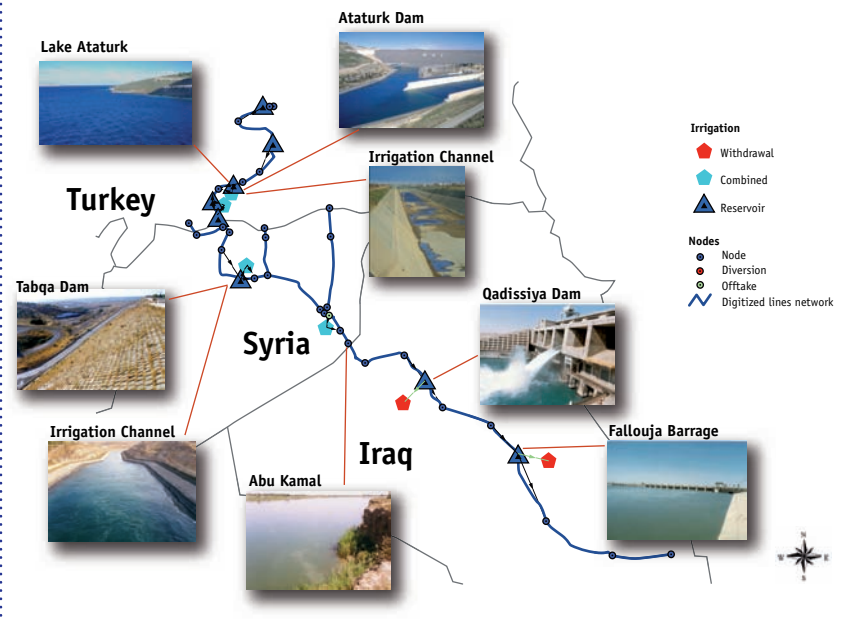 Ataturk Dam
Lake Ataturk
Irrigation Channel
Turkey
Tabqa Dam
Syria
Qadissiya Dam
Irrigation Channel
Iraq
Fallouja Barrage
Abu Kamal
Irrigation
Withdrawal
Combined
Reservoir
Nodes
Node
Diversion
Offtake
Digitized lines network
N
W
E
S